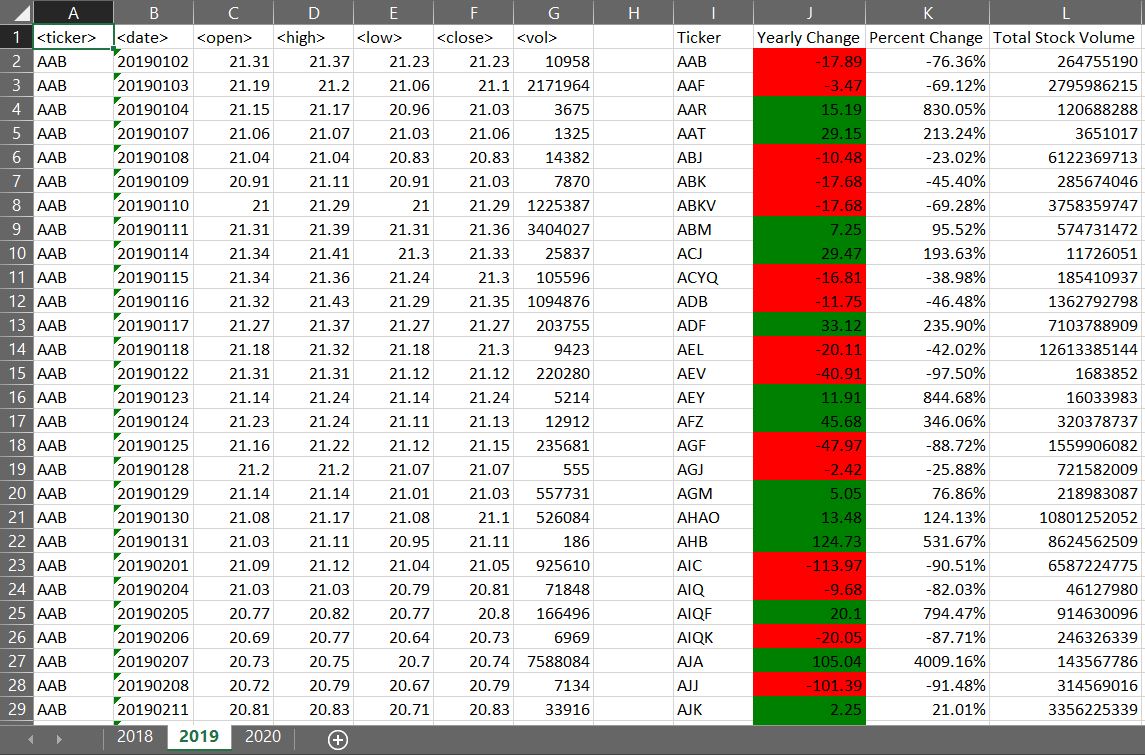 A B C D E F G H I J K L
1 <ticker> <date> <open> <high> <low> <close> <vol> Ticker Yearly Change Percent Change Total Stock Volume
2 AAB 20190102 21.31 21.37 21.23 21.23 10958 AAB -17.89 -76.36% 264755190
3 AAB 20190103 21.19 21.2 21.06 21.1 2171964 AAF -3.47 -69.12% 2795986215
4 AAB 20190104 21.15 21.17 20.96 21.03 3675 AAR 15.19 830.05% 120688288
5 AAB 20190107 21.06 21.07 21.03 21.06 1325 AAT 29.15 213.24% 3651017
6 AAB 20190108 21.04 21.04 20.83 20.83 14382 ABJ -10.48 -23.02% 6122369713
7 AAB 20190109 20.91 21.11 20.91 21.03 7870 ABK -17.68 -45.40% 285674046
8 AAB 20190110 21 21.29 21 21.29 1225387 ABKV -17.68 -69.28% 3758359747
9 AAB 20190111 21.31 21.39 21.31 21.36 3404027 ABM 7.25 95.52% 574731472
10 AAB 20190114 21.34 21.41 21.3 21.33 25837 ACJ 29.47 193.63% 11726051
11 AAB 20190115 21.34 21.36 21.24 21.3 105596 ACYQ -16.81 -38.98% 185410937
12 AAB 20190116 21.32 21.43 21.29 21.35 1094876 ADB -11.75 -46.48% 1362792798
13 AAB 20190117 21.27 21.37 21.27 21.27 203755 ADF 33.12 235.90% 7103788909
14 AAB 20190118 21.18 21.32 21.18 21.3 9423 AEL -20.11 -42.02% 12613385144
15 AAB 20190122 21.31 21.31 21.12 21.12 220280 AEV -40.91 -97.50% 1683852
16 AAB 20190123 21.14 21.24 21.14 21.24 5214 AEY 11.91 844.68% 16033983
17 AAB 20190124 21.23 21.24 21.11 21.13 12912 AFZ 45.68 346.06% 320378737
18 AAB 20190125 21.16 21.22 21.12 21.15 235681 AGF -47.97 -88.72% 1559906082
19 AAB 20190128 21.2 21.2 21.07 21.07 555 AGJ -2.42 -25.88% 721582009
20 AAB 20190129 21.14 21.14 21.01 21.03 557731 AGM 5.05 76.86% 218983087
21 AAB 20190130 21.08 21.17 21.08 21.1 526084 AHAO 13.48 124.13% 10801252052
22 AAB 20190131 21.03 21.11 20.95 21.11 186 AHB 124.73 531.67% 8624562509
23 AAB 20190201 21.09 21.12 21.04 21.05 925610 AIC -113.97 -90.51% 6587224775
24 AAB 20190204 21.03 21.03 20.79 20.81 71848 AIQ -9.68 -82.03% 46127980
25 AAB 20190205 20.77 20.82 20.77 20.8 166496 AIQF 20.1 794.47% 914630096
26 AAB 20190206 20.69 20.77 20.64 20.73 6969 AIQK -20.05 -87.71% 246326339
27 AAB 20190207 20.73 20.75 20.7 20.74 7588084 AJA 105.04 4009.16% 143567786
28 AAB 20190208 20.72 20.79 20.67 20.79 7134 AJJ -101.39 -91.48% 314569016
29 AAB 20190211 20.81 20.83 20.71 20.83 33916 AJK 2.25 21.01% 3356225339
2018 2019 2020